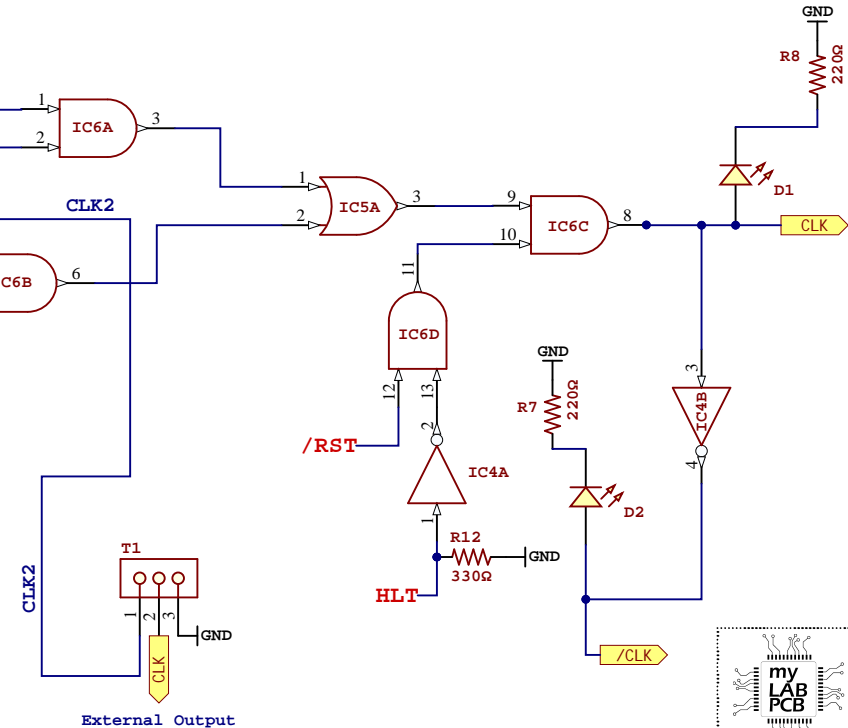 GND
R8
220Ω
1
IC6A
3
2
D1
1
IC5A
3
9
IC6C
8
CLK2
2
10
CLK
6
C6B
11
IC6D
GND
3
12
13
R7
220Ω
IC4B
2
/RST
4
IC4A
D2
1
R12
T1
GND
330Ω
CLK2
HLT
1
2
3
GND
/CLK
CLK
my
LAB
PCB
External Output